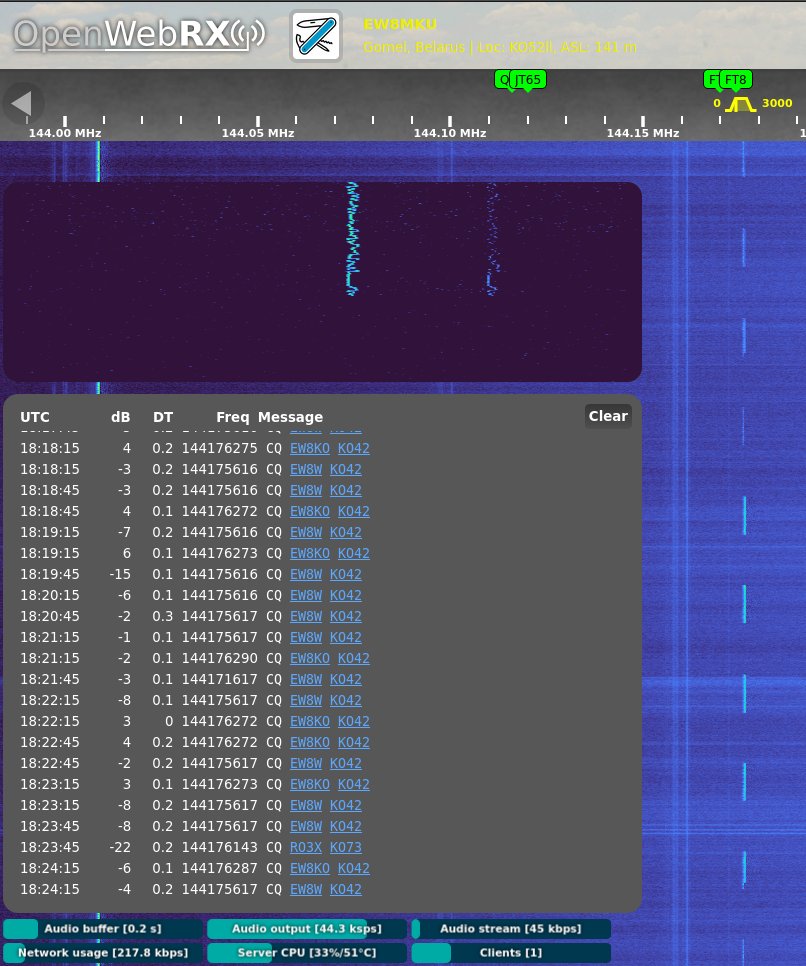 OpenWebRX
EW8MKU
Gomel, Belarus | Loc: KO52II, ASL: 141 m
Q JT65 F FT8
0 3000
144.00 MHz 144.05 MHz 144.10 MHz 144.15 MHz 1
UTC dB DT Freq Message Clear
18:18:15 4 0.2 144176275 CQ EW8KO KO42
18:18:15 -3 0.2 144175616 CQ EW8W KO42
18:18:45 -3 0.2 144175616 CQ EW8W KO42
18:18:45 4 0.1 144176272 CQ EW8KO KO42
18:19:15 -7 0.2 144175616 CQ EW8W KO42
18:19:15 6 0.1 144176273 CQ EW8KO KO42
18:19:45 -15 0.1 144175616 CQ EW8W KO42
18:20:15 -6 0.1 144175616 CQ EW8W KO42
18:20:45 -2 0.3 144175617 CQ EW8W KO42
18:21:15 -1 0.1 144175617 CQ EW8W KO42
18:21:15 -2 0.1 144176290 CQ EW8KO KO42
18:21:45 -3 0.1 144171617 CQ EW8W KO42
18:22:15 -8 0.1 144175617 CQ EW8W KO42
18:22:15 3 0 144176272 CQ EW8KO KO42
18:22:45 4 0.2 144176272 CQ EW8KO KO42
18:22:45 -2 0.2 144175617 CQ EW8W KO42
18:23:15 3 0.1 144176273 CQ EW8KO KO42
18:23:15 -8 0.2 144175617 CQ EW8W KO42
18:23:45 -8 0.2 144175617 CQ EW8W KO42
18:23:45 -22 0.2 144176143 CQ RO3X KO73
18:24:15 -6 0.1 144176287 CQ EW8KO KO42
18:24:15 -4 0.2 144175617 CQ EW8W KO42
Audio buffer [0.2 s] Audio output [44.3 ksps] Audio stream [45 kbps]
Network usage [217.8 kbps] Server CPU [33%/51°C] Clients [1]